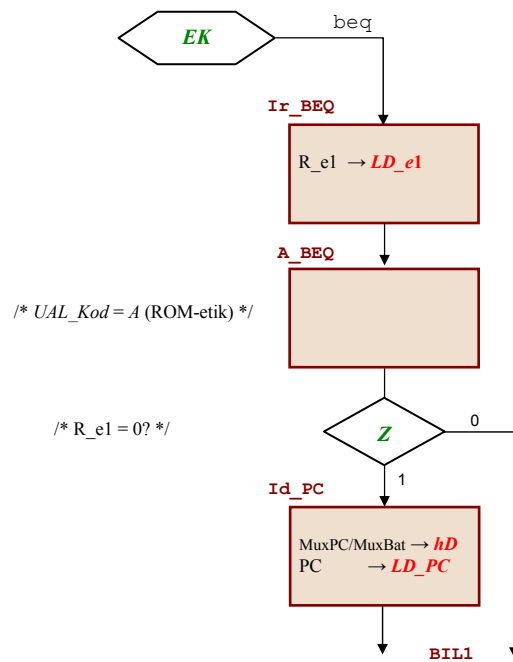 EK
beq
Ir_BEQ
R_e1 → LD_e1
A_BEQ
/* UAL_Kod = A (ROM-etik) */
/* R_e1 = 0? */
Z
0
1
Id_PC
MuxPC/MuxBat → hD
PC → LD_PC
BIL1